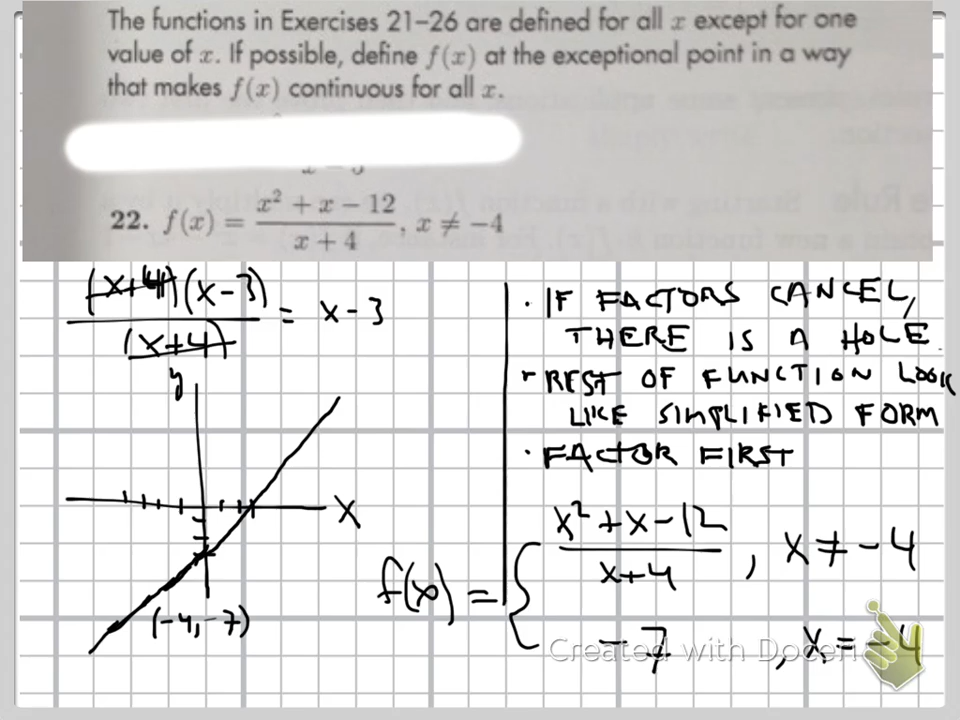 The functions in Exercises 21–26 are defined for all x except for one
value of x. If possible, define f(x) at the exceptional point in a way
that makes f(x) continuous for all x.
22. f(x) = (x² + x − 12)/(x + 4), x ≠ −4
(x+4)(x−3)/(x+4) = x−3
y
x
(−4,−7)
· IF FACTORS CANCEL,
THERE IS A HOLE.
· REST OF FUNCTION LOOK
LIKE SIMPLIFIED FORM
· FACTOR FIRST
f(x) = { (x²+x−12)/(x+4), x≠−4
−7, x=−4
Created with Doceri